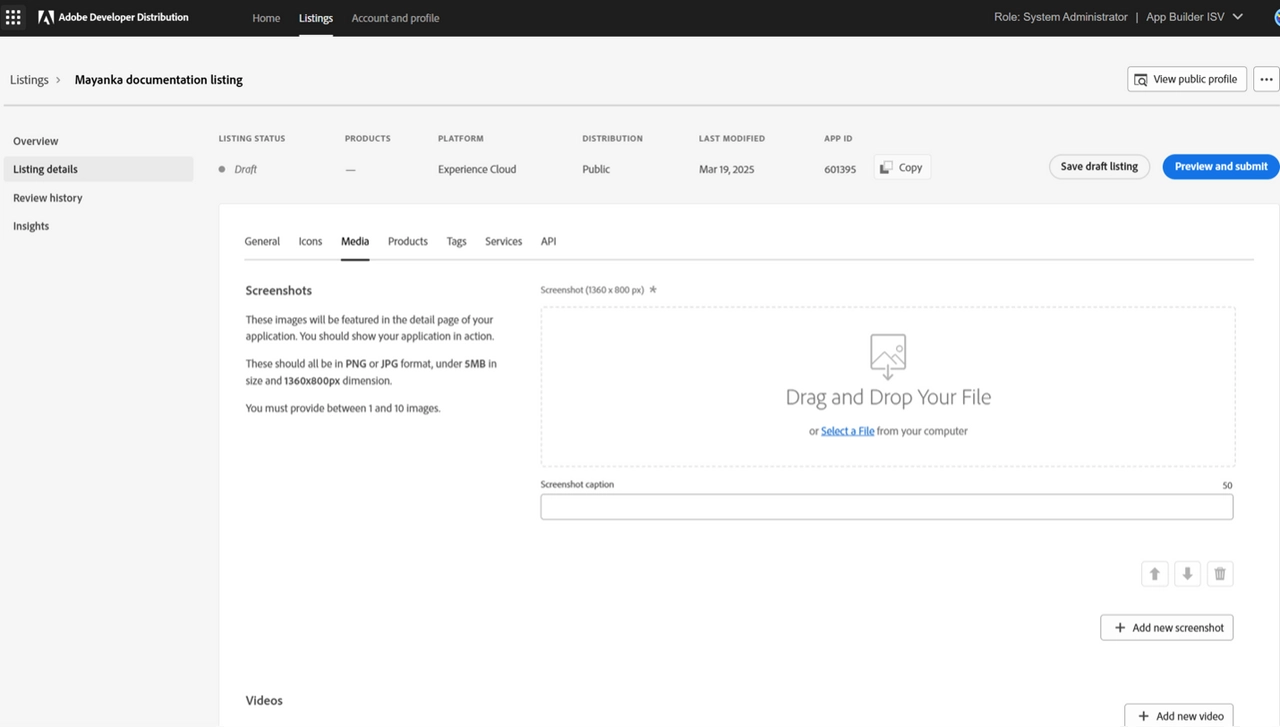 Adobe Developer Distribution
Home Listings Account and profile
Role: System Administrator | App Builder ISV
Listings > Mayanka documentation listing
View public profile
Overview
Listing details
Review history
Insights
LISTING STATUS PRODUCTS PLATFORM DISTRIBUTION LAST MODIFIED APP ID
Draft — Experience Cloud Public Mar 19, 2025 601395 Copy
Save draft listing Preview and submit
General Icons Media Products Tags Services API
Screenshots
These images will be featured in the detail page of your
application. You should show your application in action.
These should all be in PNG or JPG format, under 5MB in
size and 1360x800px dimension.
You must provide between 1 and 10 images.
Screenshot (1360 x 800 px) *
Drag and Drop Your File
or Select a File from your computer
Screenshot caption 50
+ Add new screenshot
Videos
+ Add new video